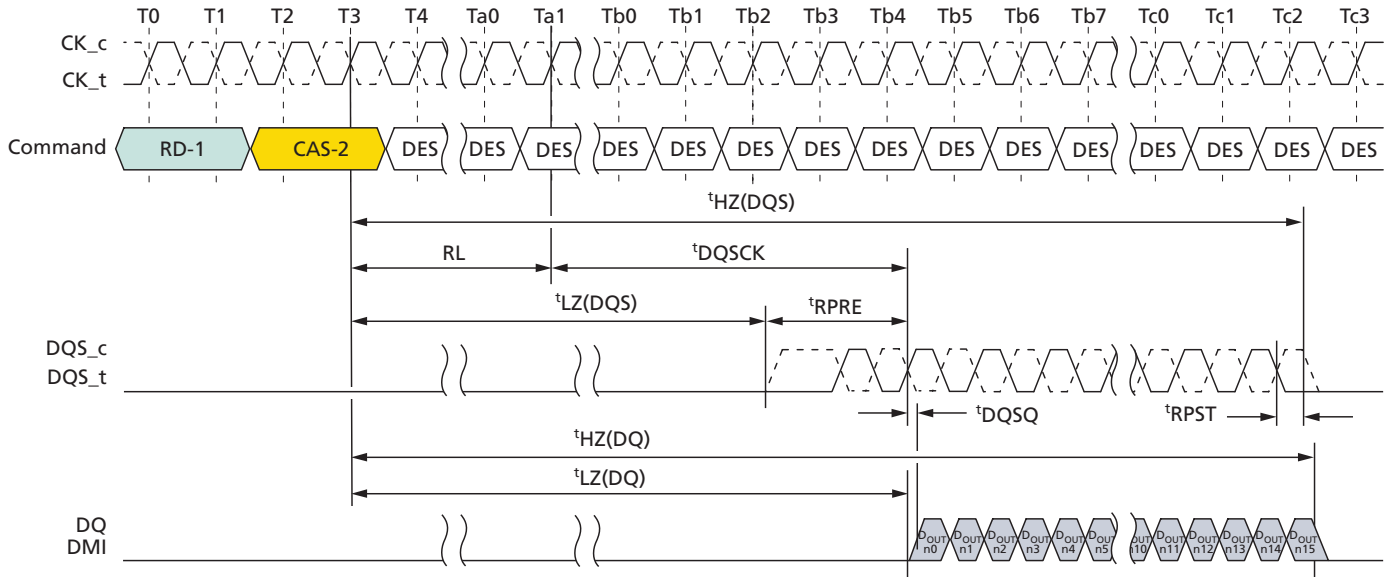 T0 T1 T2 T3 T4 Ta0 Ta1 Tb0 Tb1 Tb2 Tb3 Tb4 Tb5 Tb6 Tb7 Tc0 Tc1 Tc2 Tc3
CK_c
CK_t
Command RD-1 CAS-2 DES DES DES DES DES DES DES DES DES DES DES DES DES DES DES
tHZ(DQS)
RL tDQSCK
tLZ(DQS) tRPRE
DQS_c
DQS_t
tDQSQ tRPST
tHZ(DQ)
tLZ(DQ)
DQ
DMI
DOUT DOUT DOUT DOUT DOUT DOUT DOUT DOUT DOUT DOUT DOUT DOUT
n0 n1 n2 n3 n4 n5 n10 n11 n12 n13 n14 n15